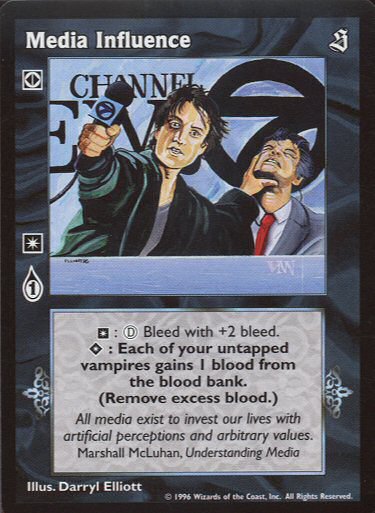 Media Influence
CHANNEL
1
: D Bleed with +2 bleed.
: Each of your untapped
vampires gains 1 blood from
the blood bank.
(Remove excess blood.)
All media exist to invest our lives with
artificial perceptions and arbitrary values.
Marshall McLuhan, Understanding Media
Illus. Darryl Elliott
© 1996 Wizards of the Coast, Inc. All Rights Reserved.